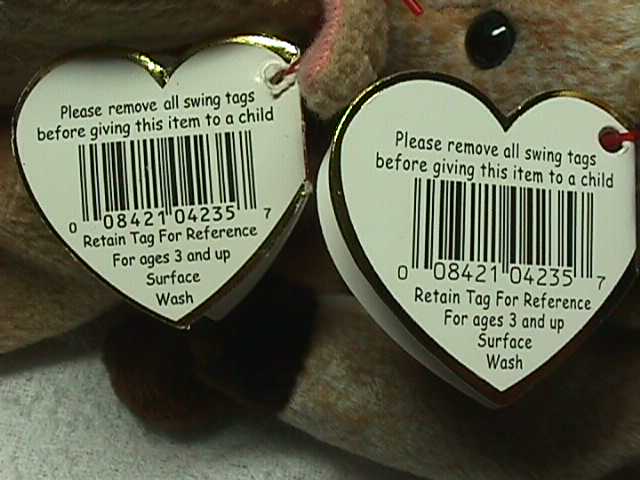 Please remove all swing tags
before giving this item to a child
0 08421 04235 7
Retain Tag For Reference
For ages 3 and up
Surface
Wash
Please remove all swing tags
before giving this item to a child
0 08421 04235 7
Retain Tag For Reference
For ages 3 and up
Surface
Wash